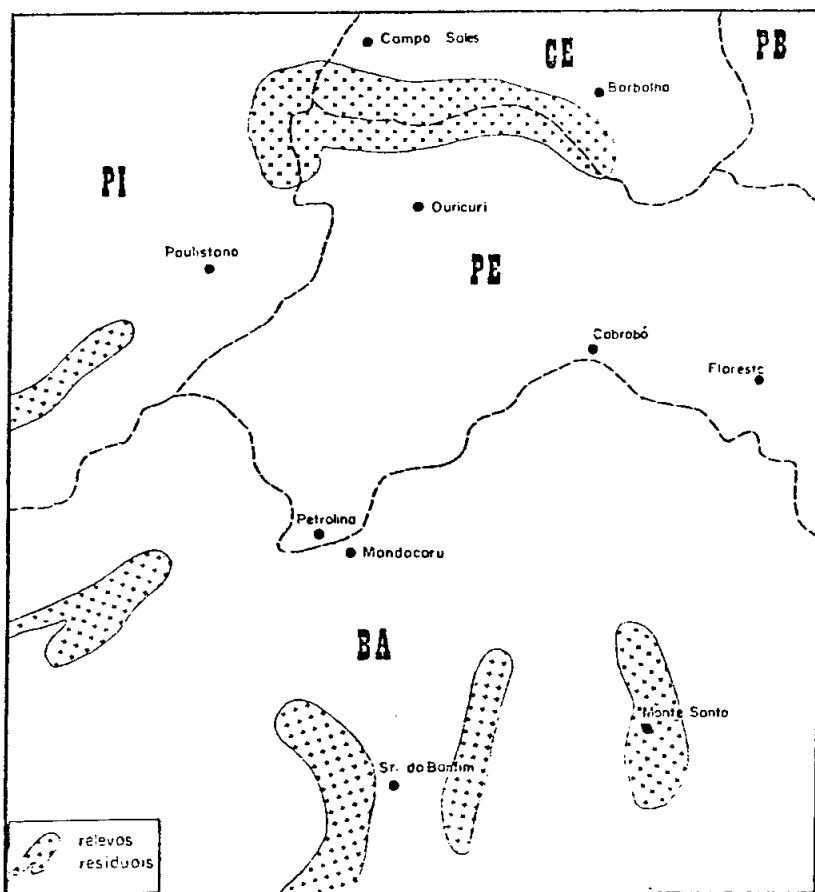 Campo Sales
CE
PB
Barbalha
PI
Ouricuri
Paulistana
PE
Cabrobó
Floresta
Petrolina
Mandacaru
BA
Monte Santo
Sr. do Bonfim
relevos
residuais